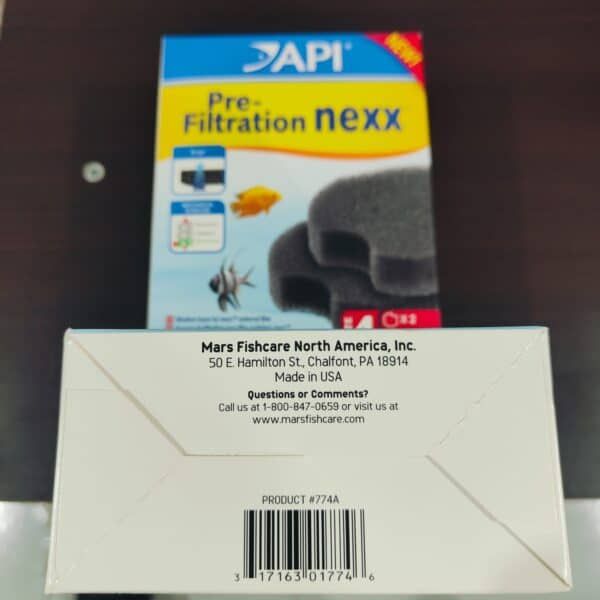 API
NEW!
Pre-
Filtration nexx
Mars Fishcare North America, Inc.
50 E. Hamilton St., Chalfont, PA 18914
Made in USA
Questions or Comments?
Call us at 1-800-847-0659 or visit us at
www.marsfishcare.com
PRODUCT #774A
3 17163 01774 6